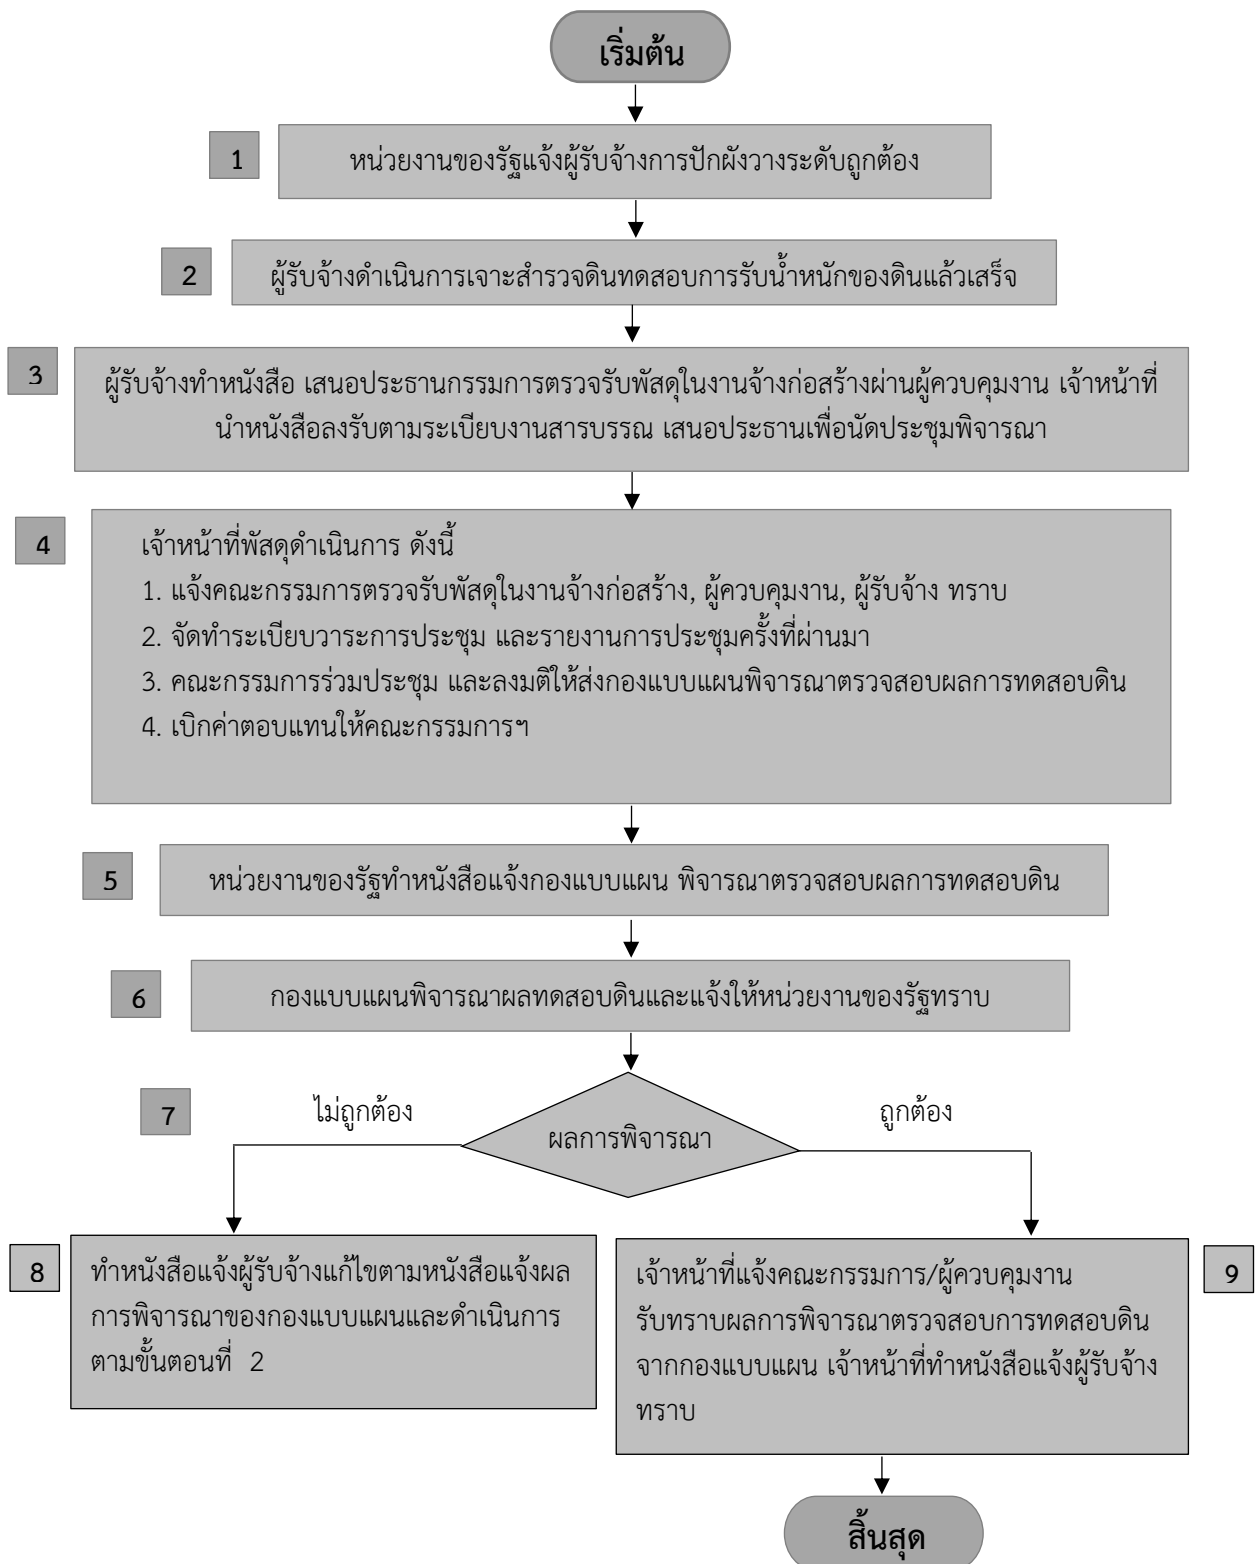 เริ่มต้น
1
หน่วยงานของรัฐแจ้งผู้รับจ้างการปักผังวางระดับถูกต้อง
2
ผู้รับจ้างดำเนินการเจาะสำรวจดินทดสอบการรับน้ำหนักของดินแล้วเสร็จ
3
ผู้รับจ้างทำหนังสือ เสนอประธานกรรมการตรวจรับพัสดุในงานจ้างก่อสร้างผ่านผู้ควบคุมงาน เจ้าหน้าที่
นำหนังสือลงรับตามระเบียบงานสารบรรณ เสนอประธานเพื่อนัดประชุมพิจารณา
4
เจ้าหน้าที่พัสดุดำเนินการ ดังนี้
1. แจ้งคณะกรรมการตรวจรับพัสดุในงานจ้างก่อสร้าง, ผู้ควบคุมงาน, ผู้รับจ้าง ทราบ
2. จัดทำระเบียบวาระการประชุม และรายงานการประชุมครั้งที่ผ่านมา
3. คณะกรรมการร่วมประชุม และลงมติให้ส่งกองแบบแผนพิจารณาตรวจสอบผลการทดสอบดิน
4. เบิกค่าตอบแทนให้คณะกรรมการฯ
5
หน่วยงานของรัฐทำหนังสือแจ้งกองแบบแผน พิจารณาตรวจสอบผลการทดสอบดิน
6
กองแบบแผนพิจารณาผลทดสอบดินและแจ้งให้หน่วยงานของรัฐทราบ
7
ไม่ถูกต้อง
ผลการพิจารณา
ถูกต้อง
8
ทำหนังสือแจ้งผู้รับจ้างแก้ไขตามหนังสือแจ้งผล
การพิจารณาของกองแบบแผนและดำเนินการ
ตามขั้นตอนที่ 2
9
เจ้าหน้าที่แจ้งคณะกรรมการ/ผู้ควบคุมงาน
รับทราบผลการพิจารณาตรวจสอบการทดสอบดิน
จากกองแบบแผน เจ้าหน้าที่ทำหนังสือแจ้งผู้รับจ้าง
ทราบ
สิ้นสุด